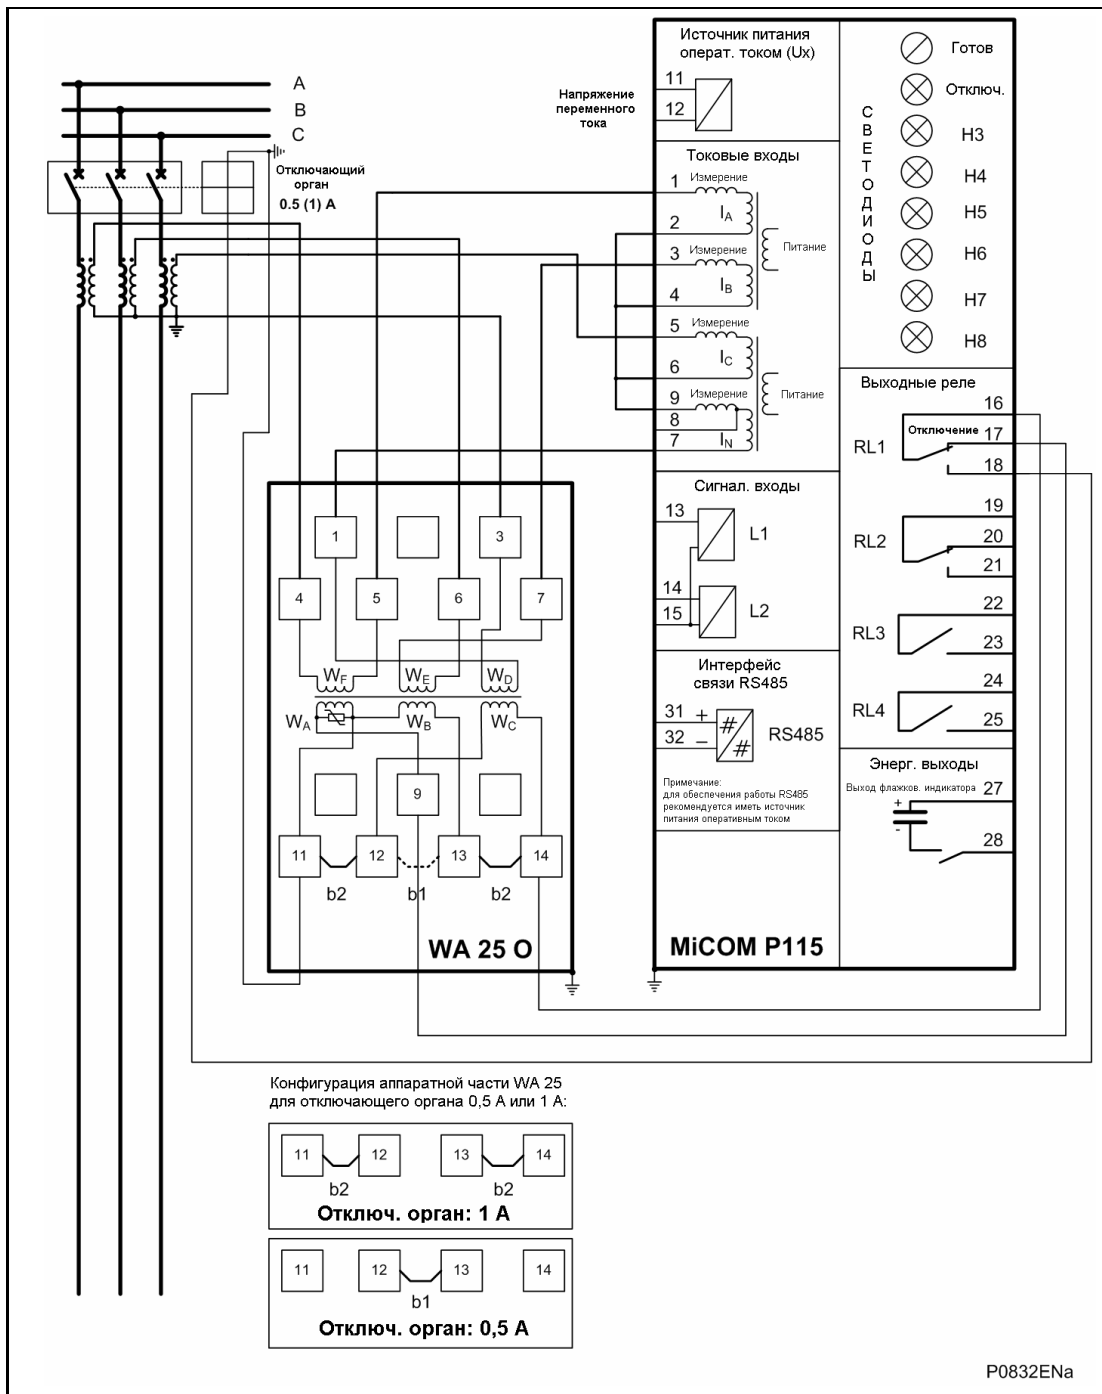 Источник питания
операт. током (Ux)
11
12
Напряжение
переменного
тока
Готов
Отключ.
H3
H4
H5
H6
H7
H8
СВЕТОДИОДЫ
A
B
C
Отключающий
орган
0.5 (1) А
Токовые входы
1 Измерение
IA
2
Питание
3 Измерение
IB
4
5 Измерение
IC
6
Питание
9 Измерение
8
7 IN
Выходные реле
16
Отключение 17
RL1
18
19
RL2 20
21
22
RL3
23
24
RL4
25
Сигнал. входы
13
L1
14
15 L2
Интерфейс
связи RS485
31 + #
32 – #
RS485
Примечание:
для обеспечения работы RS485
рекомендуется иметь источник
питания оперативным током
Энерг. выходы
Выход флажков. индикатора 27
+
-
28
MiCOM P115
1 3
4 5 6 7
WF WE WD
WA WB WC
9
11 12 13 14
b2 b1 b2
WA 25 O
Конфигурация аппаратной части WA 25
для отключающего органа 0,5 А или 1 А:
11 12 13 14
b2 b2
Отключ. орган: 1 А
11 12 13 14
b1
Отключ. орган: 0,5 А
P0832ENa